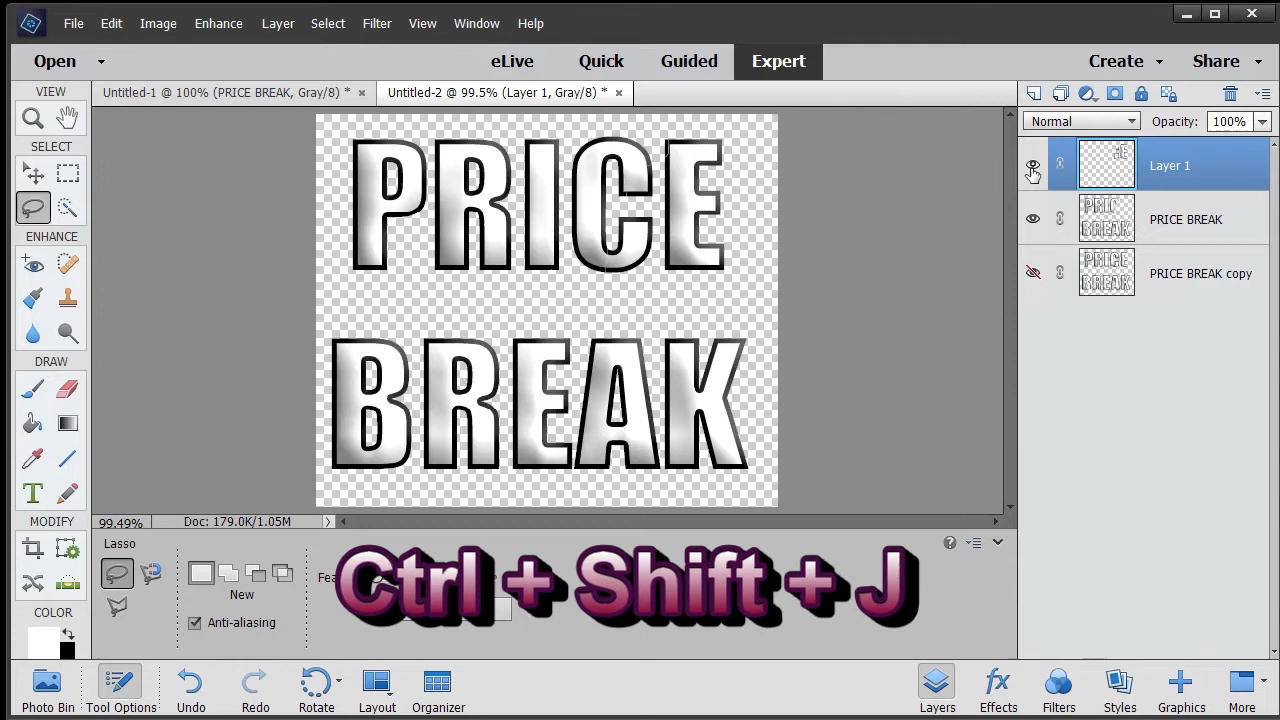 File Edit Image Enhance Layer Select Filter View Window Help
Open eLive Quick Guided Expert Create Share
VIEW Untitled-1 @ 100% (PRICE BREAK, Gray/8) * × Untitled-2 @ 99.5% (Layer 1, Gray/8) * ×
Normal Opacity: 100%
SELECT
PRICE
Layer 1
PRICE BREAK
ENHANCE
PRICE BREAK copy
BREAK
DRAW
MODIFY
99.49% Doc: 179.0K/1.05M
Lasso
New
Ctrl + Shift + J
Anti-aliasing
COLOR
Photo Bin Tool Options Undo Redo Rotate Layout Organizer Layers Effects Filters Styles Graphics More